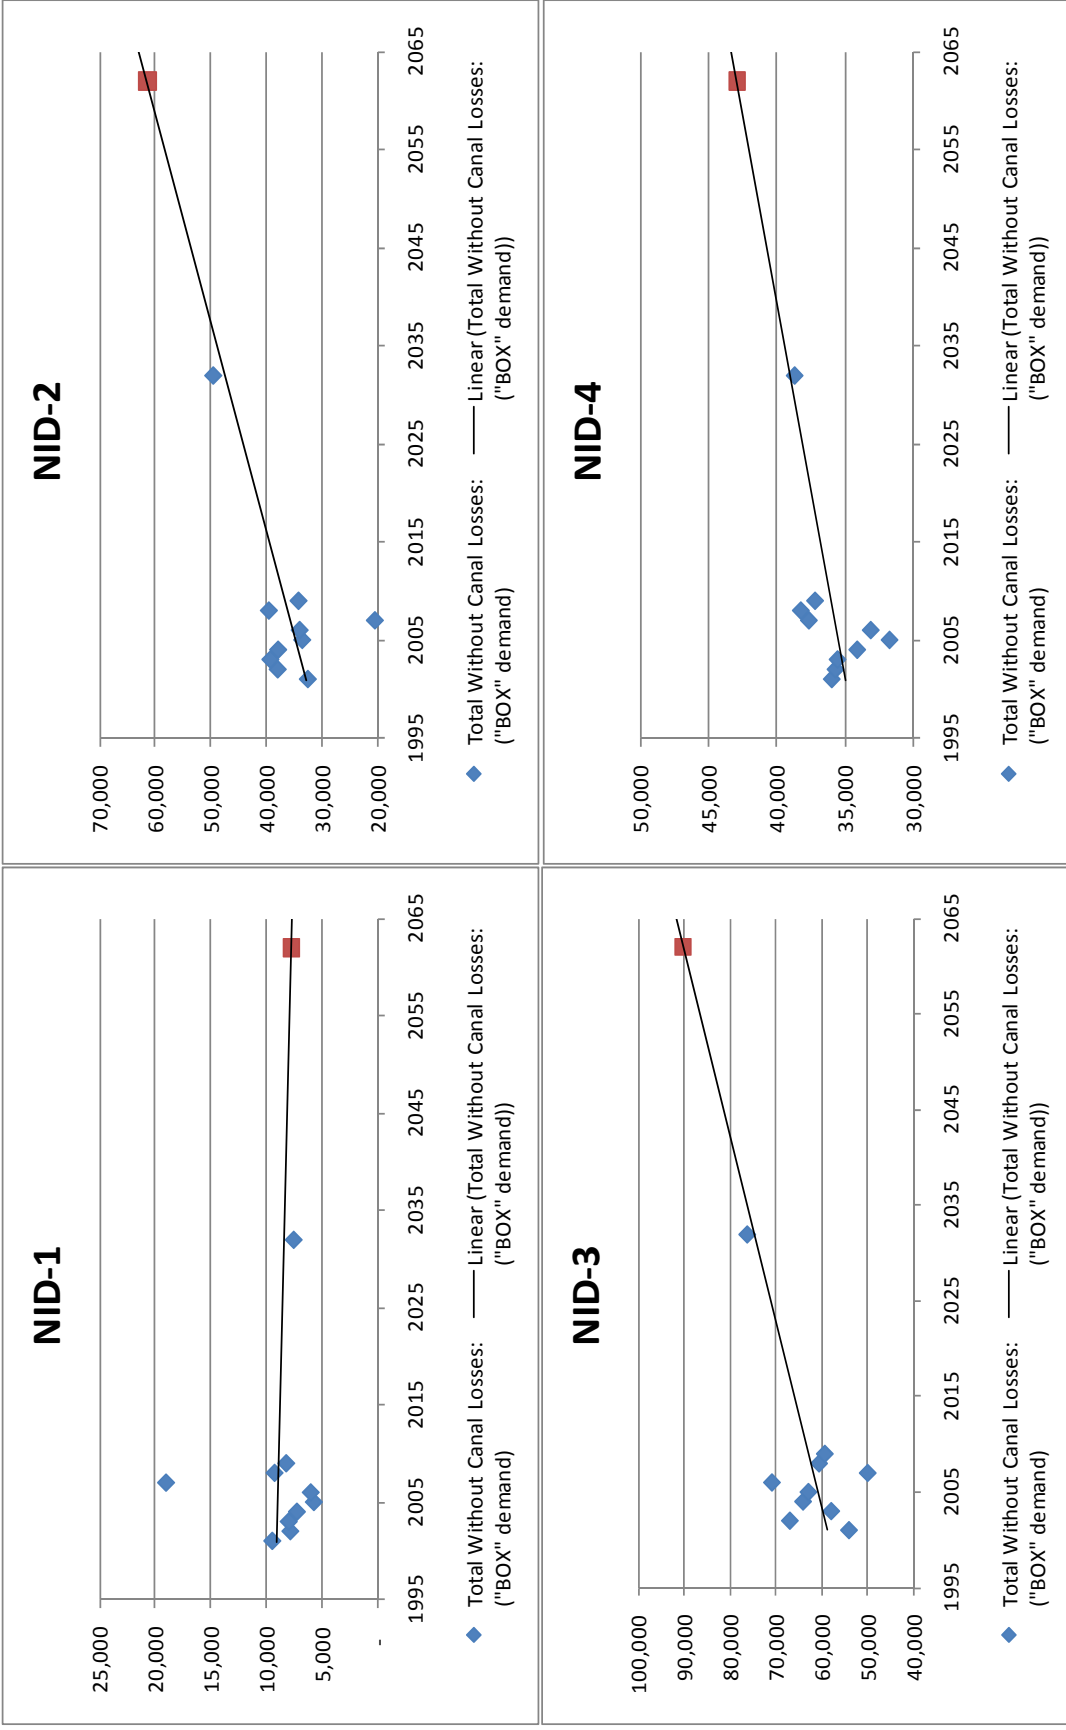 NID-1
25,000
20,000
15,000
10,000
5,000
-
1995
2005
2015
2025
2035
2045
2055
2065
Total Without Canal Losses:
("BOX" demand)
Linear (Total Without Canal Losses:
("BOX" demand))
NID-2
70,000
60,000
50,000
40,000
30,000
20,000
1995
2005
2015
2025
2035
2045
2055
2065
Total Without Canal Losses:
("BOX" demand)
Linear (Total Without Canal Losses:
("BOX" demand))
NID-3
100,000
90,000
80,000
70,000
60,000
50,000
40,000
1995
2005
2015
2025
2035
2045
2055
2065
Total Without Canal Losses:
("BOX" demand)
Linear (Total Without Canal Losses:
("BOX" demand))
NID-4
50,000
45,000
40,000
35,000
30,000
1995
2005
2015
2025
2035
2045
2055
2065
Total Without Canal Losses:
("BOX" demand)
Linear (Total Without Canal Losses:
("BOX" demand))